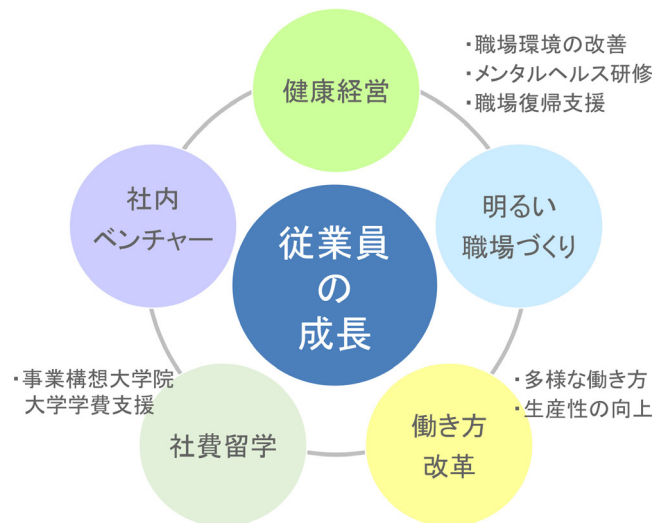 健康経営
・職場環境の改善
・メンタルヘルス研修
・職場復帰支援
社内
ベンチャー
従業員
の
成長
明るい
職場づくり
・事業構想大学院
大学学費支援
社費留学
働き方
改革
・多様な働き方
・生産性の向上